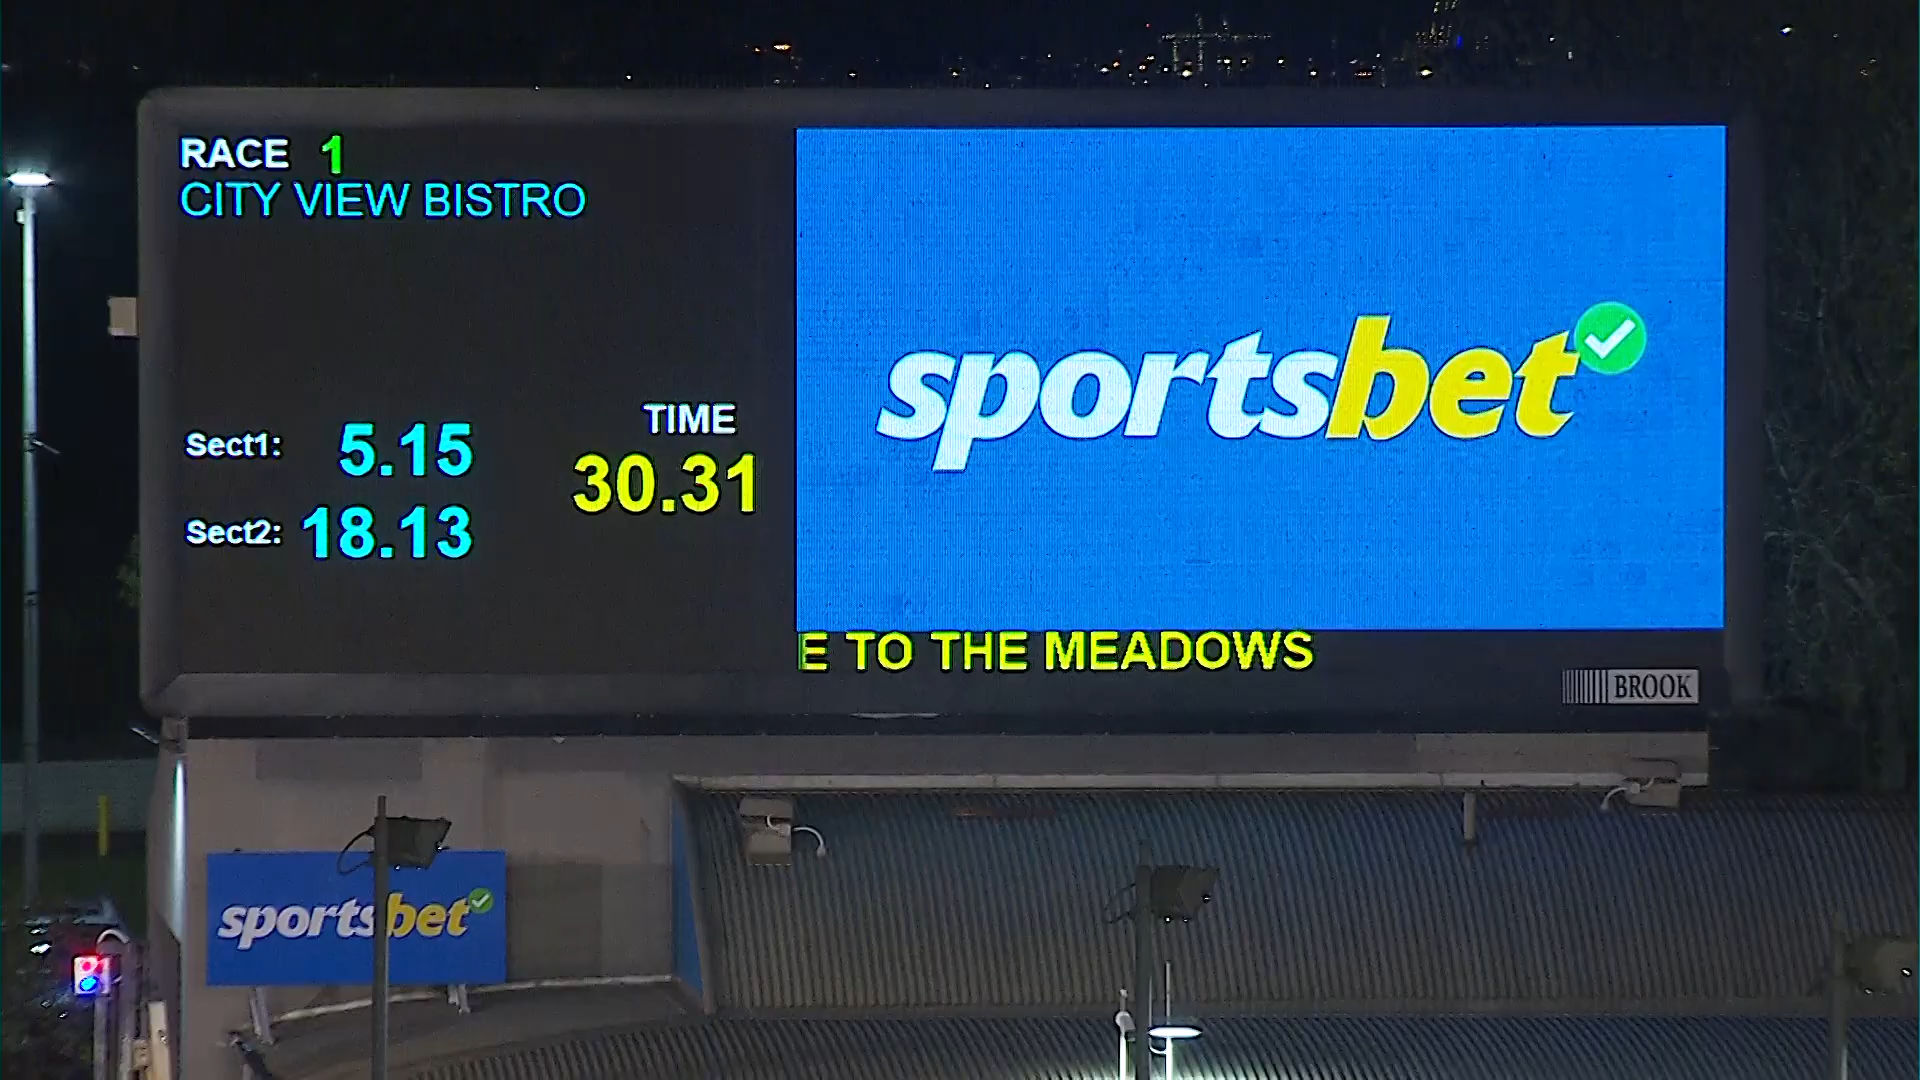 RACE 1
CITY VIEW BISTRO
Sect1: 5.15
Sect2: 18.13
TIME
30.31
sportsbet
E TO THE MEADOWS
BROOK
sportsbet